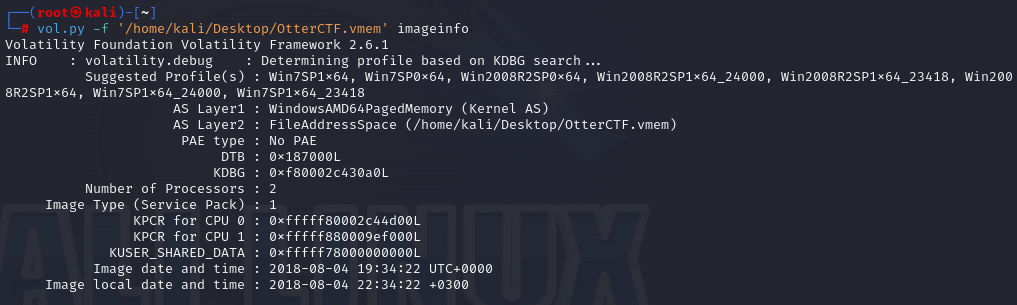 ┌──(root㉿kali)-[~]
└─# vol.py -f '/home/kali/Desktop/OtterCTF.vmem' imageinfo
Volatility Foundation Volatility Framework 2.6.1
INFO    : volatility.debug    : Determining profile based on KDBG search...
          Suggested Profile(s) : Win7SP1x64, Win7SP0x64, Win2008R2SP0x64, Win2008R2SP1x64_24000, Win2008R2SP1x64_23418, Win200
8R2SP1x64, Win7SP1x64_24000, Win7SP1x64_23418
                     AS Layer1 : WindowsAMD64PagedMemory (Kernel AS)
                     AS Layer2 : FileAddressSpace (/home/kali/Desktop/OtterCTF.vmem)
                      PAE type : No PAE
                           DTB : 0x187000L
                          KDBG : 0xf80002c430a0L
          Number of Processors : 2
     Image Type (Service Pack) : 1
                KPCR for CPU 0 : 0xfffff80002c44d00L
                KPCR for CPU 1 : 0xfffff880009ef000L
             KUSER_SHARED_DATA : 0xfffff78000000000L
           Image date and time : 2018-08-04 19:34:22 UTC+0000
     Image local date and time : 2018-08-04 22:34:22 +0300